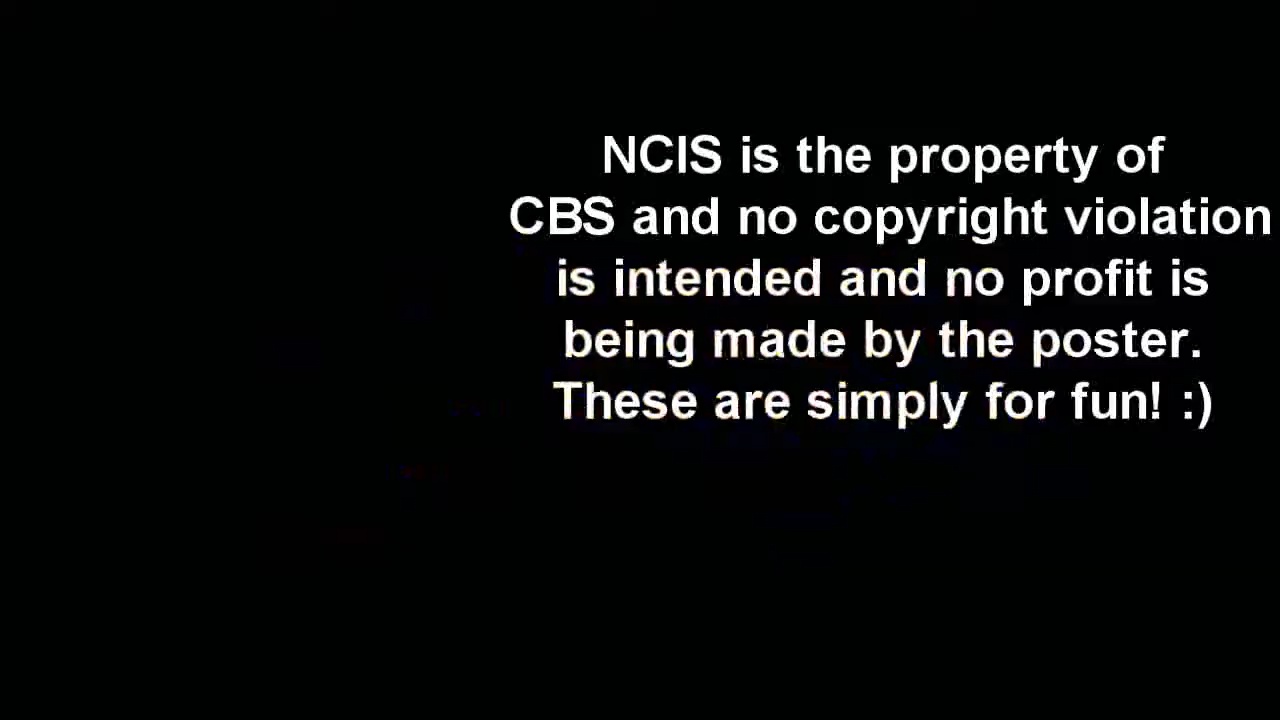 NCIS is the property of
CBS and no copyright violation
is intended and no profit is
being made by the poster.
These are simply for fun! :)